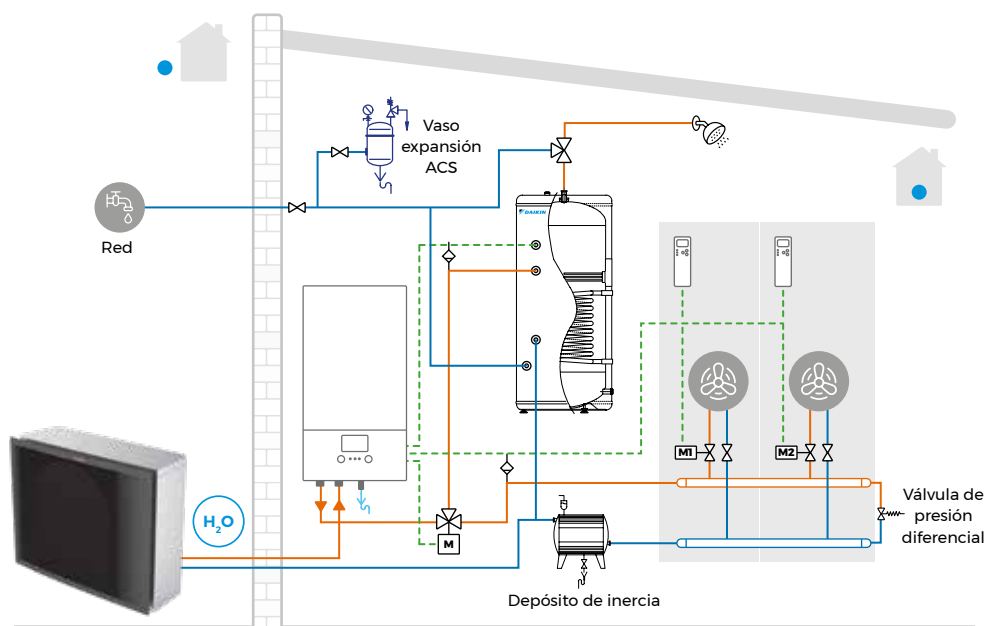 Vaso
expansión
ACS
Red
DAIKIN
M1
M2
H₂O
M
Válvula de
presión
diferencial
Depósito de inercia